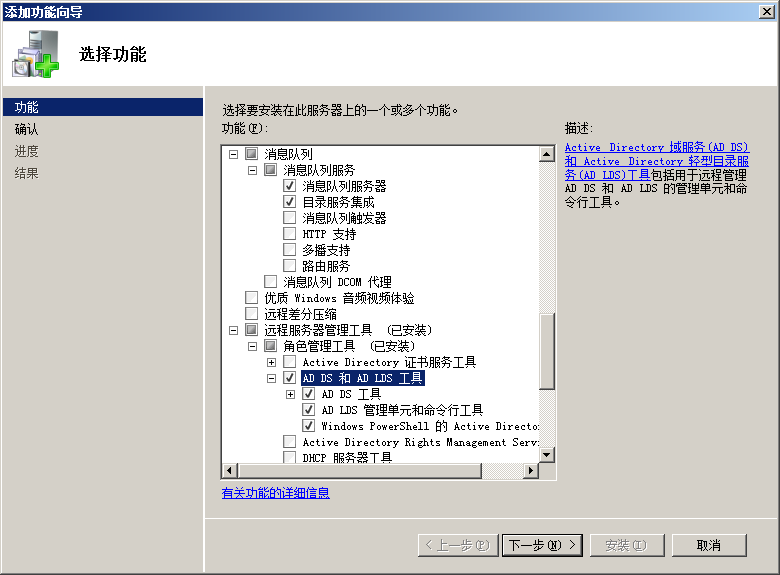 添加功能向导
选择功能
功能
确认
进度
结果
选择要安装在此服务器上的一个或多个功能。
功能(F):
消息队列
消息队列服务
消息队列服务器
目录服务集成
消息队列触发器
HTTP 支持
多播支持
路由服务
消息队列 DCOM 代理
优质 Windows 音频视频体验
远程差分压缩
远程服务器管理工具 (已安装)
角色管理工具 (已安装)
Active Directory 证书服务工具
AD DS 和 AD LDS 工具
AD DS 工具
AD LDS 管理单元和命令行工具
Windows PowerShell 的 Active Directo
Active Directory Rights Management Serv
DHCP 服务器工具
有关功能的详细信息
描述:
Active Directory 域服务(AD DS)
和 Active Directory 轻型目录服
务(AD LDS)工具包括用于远程管理
AD DS 和 AD LDS 的管理单元和命
令行工具。
< 上一步(P)
下一步(N) >
安装(I)
取消